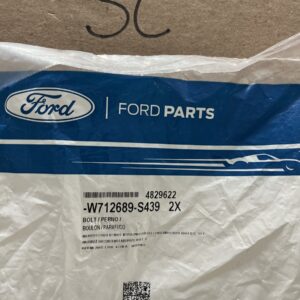 SC
Ford
FORD PARTS
4829622
-W712689-S439 2X
BOLT / PERNO /
BOULON / PARAFUSO